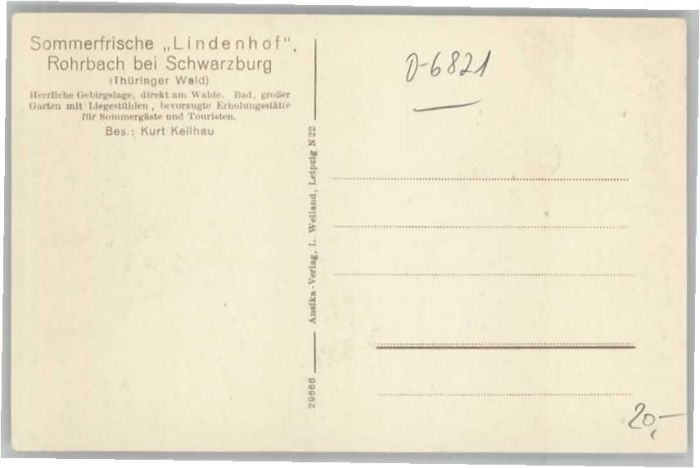 Sommerfrische „Lindenhof".
Rohrbach bei Schwarzburg
(Thüringer Wald)
Herrliche Gebirgslage, direkt am Walde. Bad, großer
Garten mit Liegestühlen, bevorzugte Erholungsstätte
für Sommergäste und Touristen.
Bes.: Kurt Keilhau
29666 Ansika-Verlag, L. Weiland, Leipzig N 22
D-6821
20,-